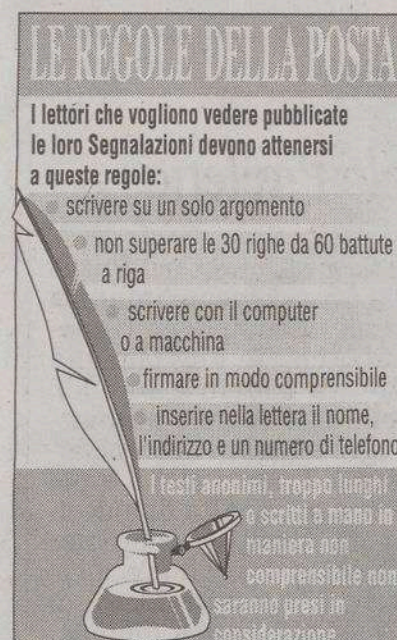 LE REGOLE DELLA POSTA
I lettori che vogliono vedere pubblicate
le loro Segnalazioni devono attenersi
a queste regole:
scrivere su un solo argomento
non superare le 30 righe da 60 battute
a riga
scrivere con il computer
o a macchina
firmare in modo comprensibile
inserire nella lettera il nome,
l'indirizzo e un numero di telefono
I testi anonimi, troppo lunghi
o scritti a mano in
maniera non
comprensibile non
saranno presi in
considerazione